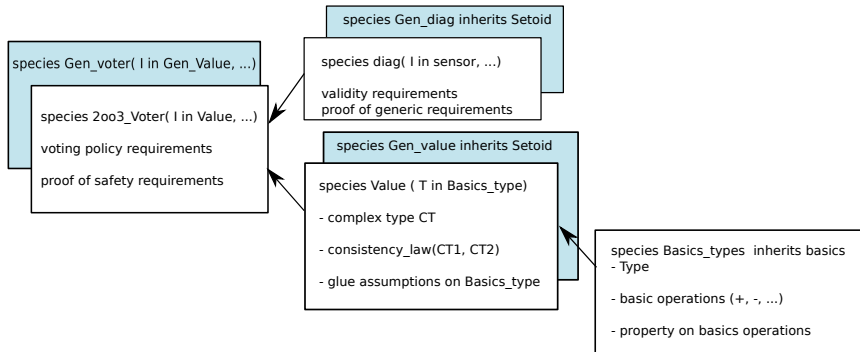 species Gen_diag inherits Setoid
species diag( I in sensor, ...)
validity requirements
proof of generic requirements
species Gen_voter( I in Gen_Value, ...)
species 2oo3_Voter( I in Value, ...)
voting policy requirements
proof of safety requirements
species Gen_value inherits Setoid
species Value ( T in Basics_type)
- complex type CT
- consistency_law(CT1, CT2)
- glue assumptions on Basics_type
species Basics_types inherits basics
- Type
- basic operations (+, -, ...)
- property on basics operations